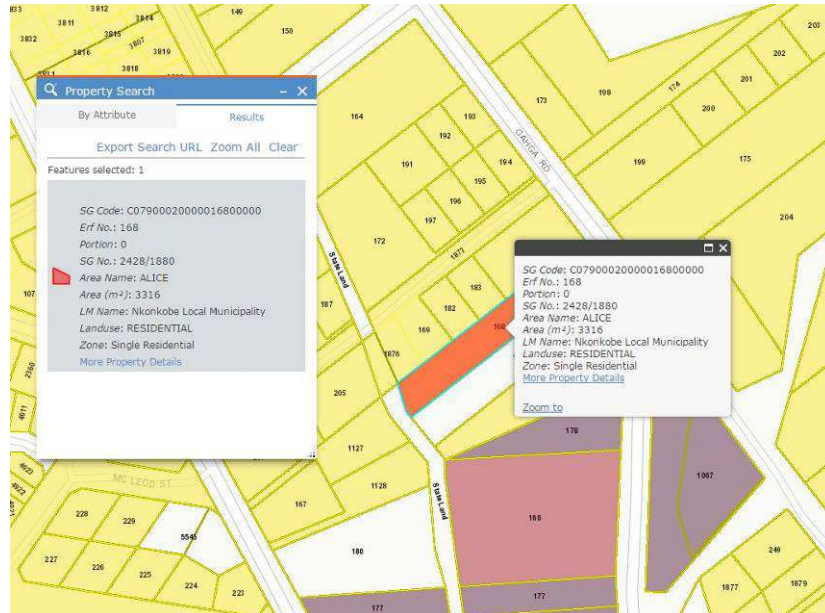 Property Search
By Attribute
Results
Export Search URL Zoom All Clear
Features selected: 1
SG Code: C07900020000016800000
Erf No.: 168
Portion: 0
SG No.: 2428/1880
Area Name: ALICE
Area (m²): 3316
LM Name: Nkonkobe Local Municipality
Landuse: RESIDENTIAL
Zone: Single Residential
More Property Details
SG Code: C07900020000016800000
Erf No.: 168
Portion: 0
SG No.: 2428/1880
Area Name: ALICE
Area (m²): 3316
LM Name: Nkonkobe Local Municipality
Landuse: RESIDENTIAL
Zone: Single Residential
More Property Details
Zoom to
3811
3814
149
203
3832
3815
3807
150
3816
3819
202
3818
201
174
164
193
173
198
200
192
GAHGA RD
191
194
199
175
195
196
204
197
172
1873
State Land
187
183
182
107
169
168
1876
2360
205
4011
178
1127
1067
MC LEOD ST
1128
State Land
167
166
228
229
5545
180
249
227
226
225
224
223
177
177
1877
1879